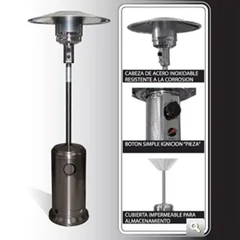 CABEZA DE ACERO INOXIDABLE
RESISTENTE A LA CORROSION
BOTON SIMPLE IGNICION "PIEZA"
CUBIERTA IMPERMEABLE PARA
ALMACENAMIENTO